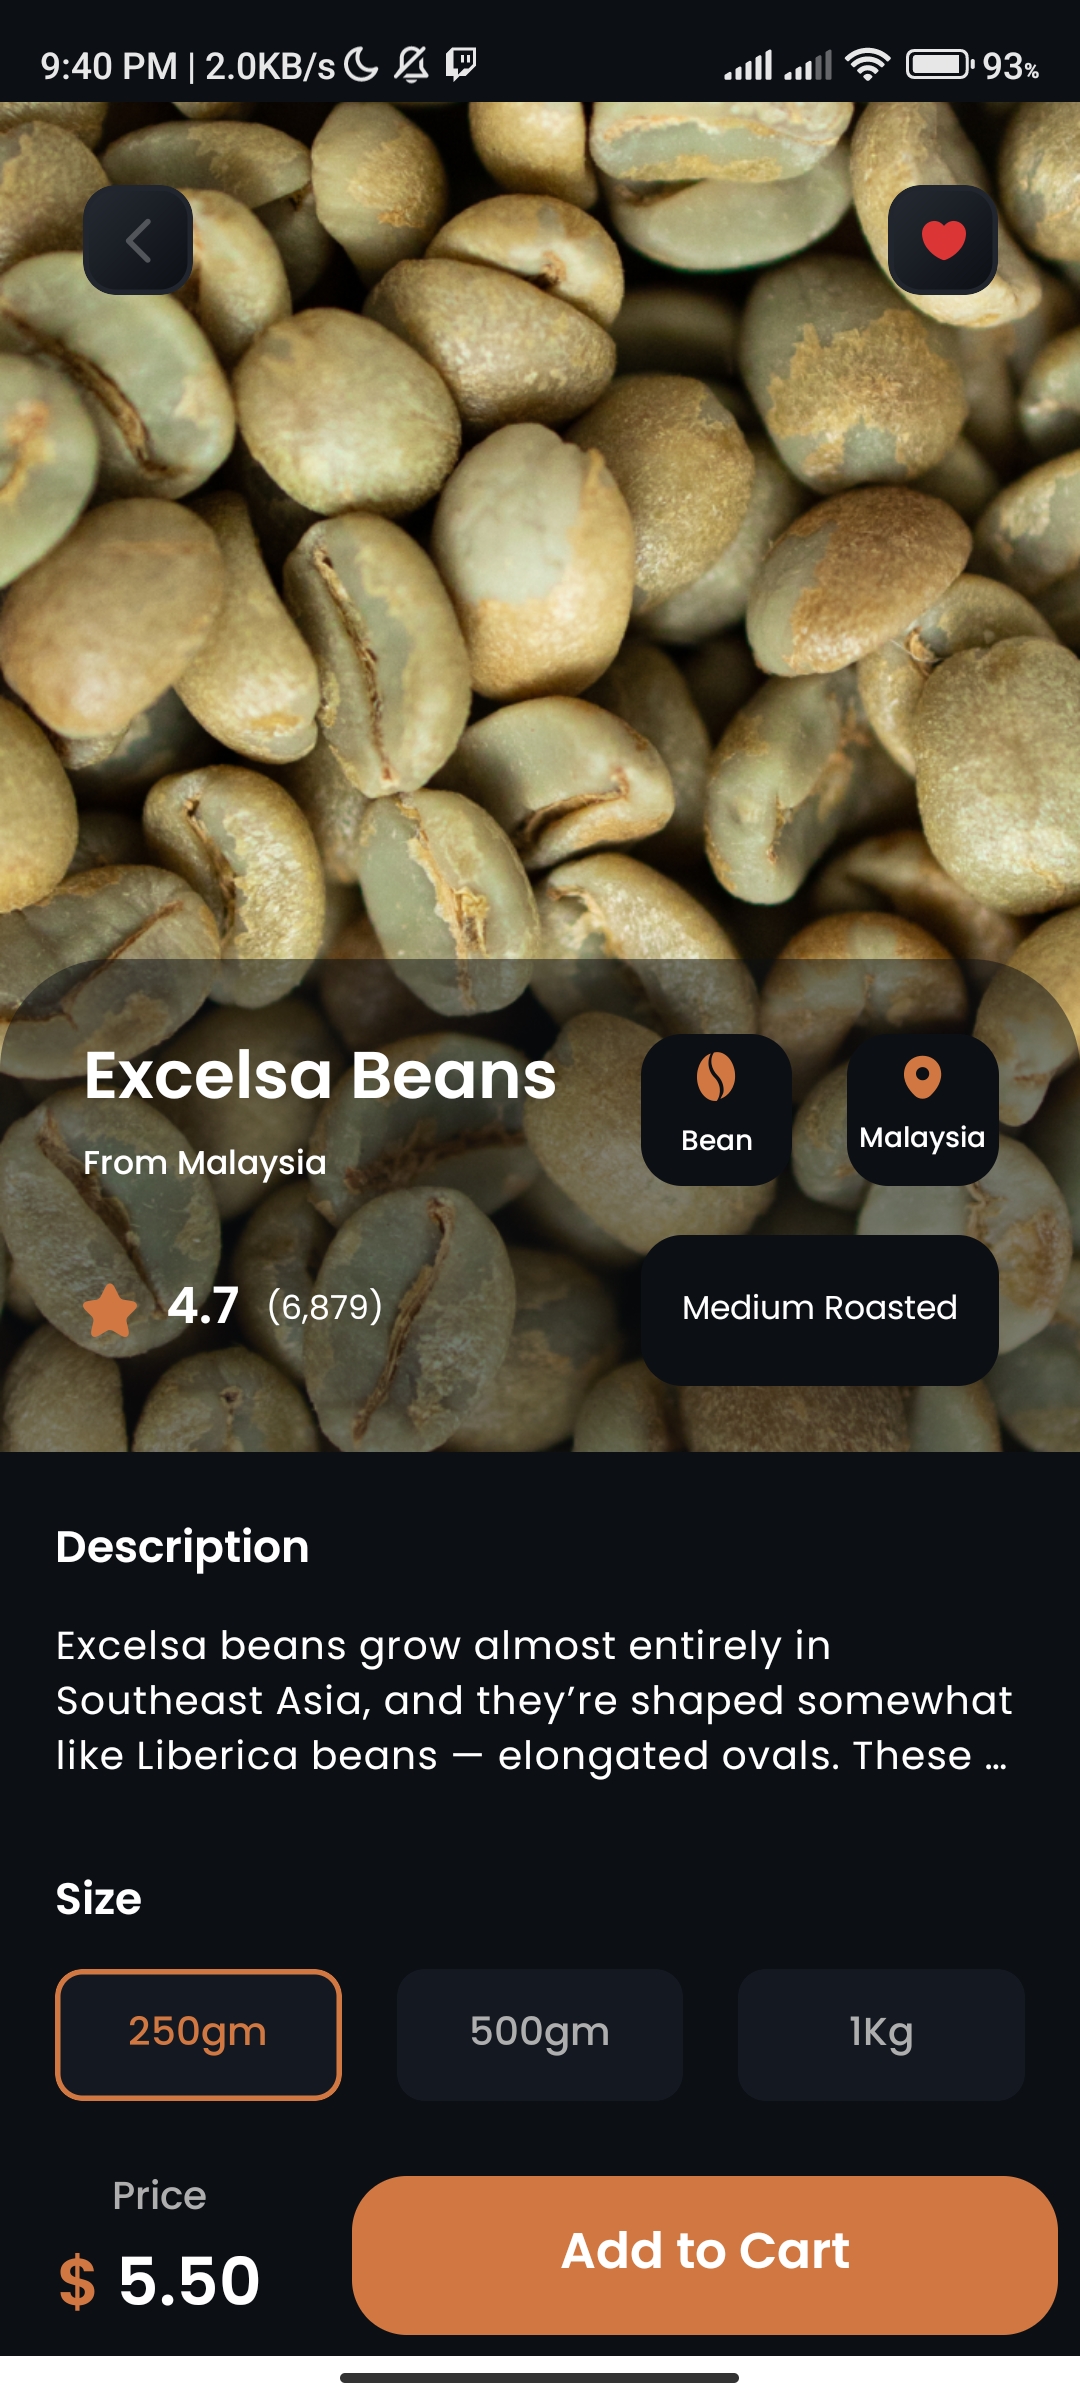 9:40 PM | 2.0KB/s 93%
Excelsa Beans
From Malaysia
Bean
Malaysia
4.7 (6,879)
Medium Roasted
Description
Excelsa beans grow almost entirely in
Southeast Asia, and they’re shaped somewhat
like Liberica beans — elongated ovals. These ...
Size
250gm 500gm 1Kg
Price
$ 5.50
Add to Cart